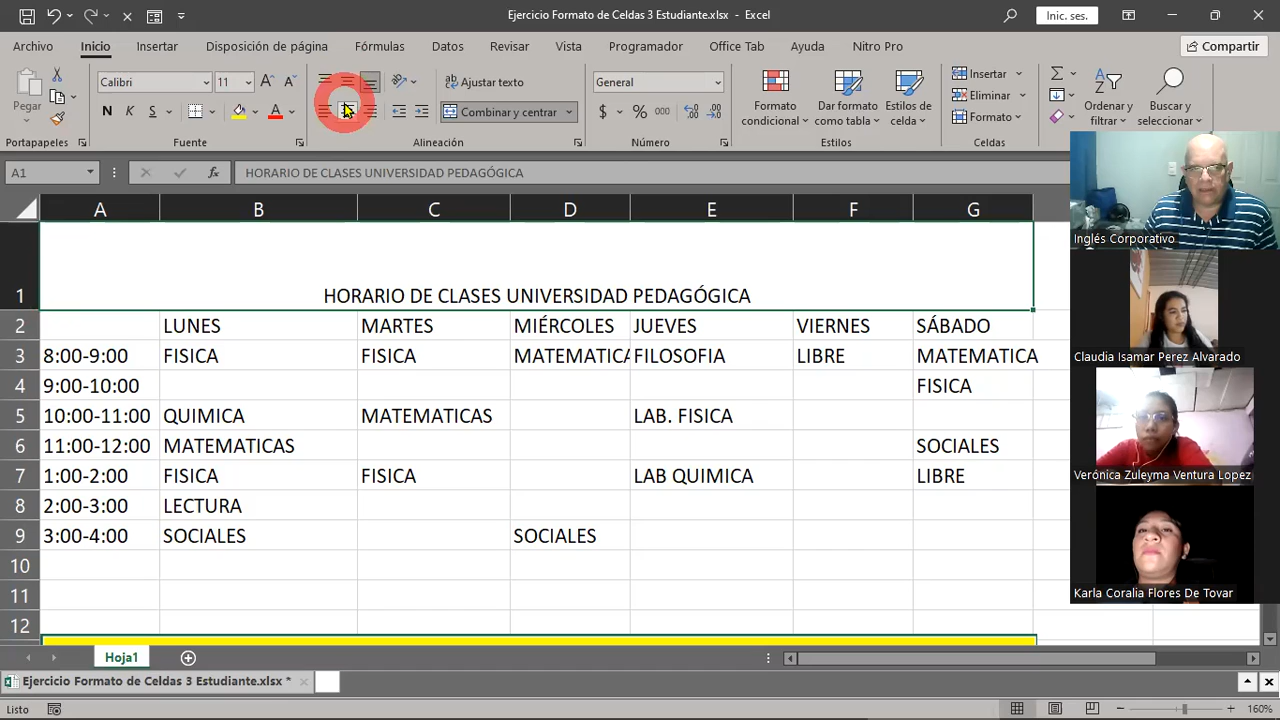 Ejercicio Formato de Celdas 3 Estudiante.xlsx - Excel
Inic. ses.
Archivo Inicio Insertar Disposición de página Fórmulas Datos Revisar Vista Programador Office Tab Ayuda Nitro Pro Compartir
Pegar
Calibri 11
N K S
Ajustar texto
Combinar y centrar
General
$ % 000
Formato condicional
Dar formato como tabla
Estilos de celda
Insertar
Eliminar
Formato
Ordenar y filtrar
Buscar y seleccionar
Portapapeles Fuente Alineación Número Estilos Celdas
A1 fx HORARIO DE CLASES UNIVERSIDAD PEDAGÓGICA
A B C D E F G
1 HORARIO DE CLASES UNIVERSIDAD PEDAGÓGICA
2 LUNES MARTES MIÉRCOLES JUEVES VIERNES SÁBADO
3 8:00-9:00 FISICA FISICA MATEMATICA FILOSOFIA LIBRE MATEMATICA
4 9:00-10:00 FISICA
5 10:00-11:00 QUIMICA MATEMATICAS LAB. FISICA
6 11:00-12:00 MATEMATICAS SOCIALES
7 1:00-2:00 FISICA FISICA LAB QUIMICA LIBRE
8 2:00-3:00 LECTURA
9 3:00-4:00 SOCIALES SOCIALES
10
11
12
Inglés Corporativo
Claudia Isamar Perez Alvarado
Verónica Zuleyma Ventura Lopez
Karla Coralia Flores De Tovar
Hoja1
Ejercicio Formato de Celdas 3 Estudiante.xlsx *
Listo
160%